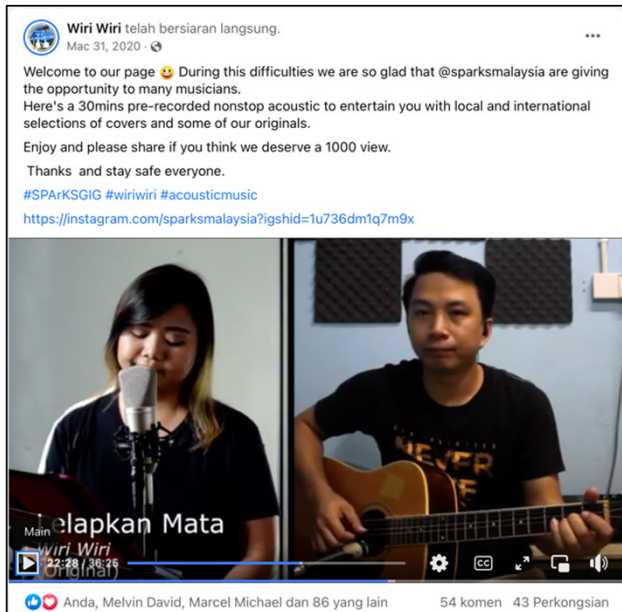 Wiri Wiri telah bersiaran langsung.
Mac 31, 2020 ·
Welcome to our page 😀 During this difficulties we are so glad that @sparksmalaysia are giving
the opportunity to many musicians.
Here's a 30mins pre-recorded nonstop acoustic to entertain you with local and international
selections of covers and some of our originals.
Enjoy and please share if you think we deserve a 1000 view.
Thanks and stay safe everyone.
#SPArKSGIG #wiriwiri #acousticmusic
https://instagram.com/sparksmalaysia?igshid=1u736dm1q7m9x
NEVER
elapkan Mata
Main
Wiri Wiri
22:28 / 36:25
CC
(Original)
Anda, Melvin David, Marcel Michael dan 86 yang lain
54 komen 43 Perkongsian